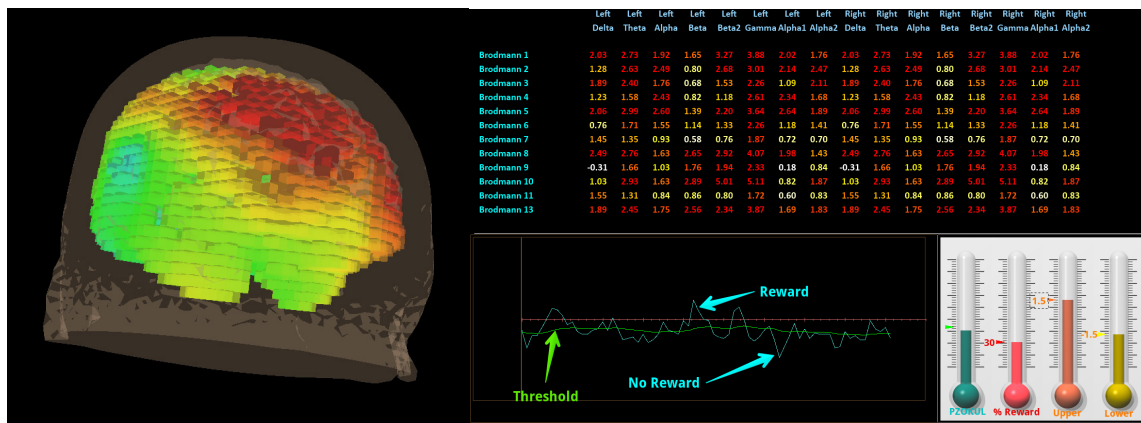 Left Left Left Left Left Left Left Left Right Right Right Right Right Right Right Right
Delta Theta Alpha Beta Beta2 Gamma Alpha1 Alpha2 Delta Theta Alpha Beta Beta2 Gamma Alpha1 Alpha2
Brodmann 1 2.03 2.79 1.92 1.65 3.27 3.88 2.02 1.76 2.03 2.79 1.92 1.65 3.27 3.88 2.02 1.76
Brodmann 2 1.28 2.63 2.49 0.80 2.68 3.01 2.14 2.47 1.28 2.63 2.49 0.80 2.68 3.01 2.14 2.47
Brodmann 3 1.89 2.40 1.76 0.68 1.53 2.26 1.09 2.11 1.89 2.40 1.76 0.68 1.53 2.26 1.09 2.11
Brodmann 4 1.23 1.58 2.43 0.82 1.18 2.61 2.34 1.68 1.23 1.58 2.43 0.82 1.18 2.61 2.34 1.68
Brodmann 5 2.06 2.99 2.60 1.39 2.20 3.64 2.64 1.89 2.06 2.99 2.60 1.39 2.20 3.64 2.64 1.89
Brodmann 6 0.76 1.71 1.55 1.14 1.33 2.26 1.18 1.41 0.76 1.71 1.55 1.14 1.33 2.26 1.18 1.41
Brodmann 7 1.45 1.35 0.93 0.58 0.76 1.87 0.72 0.70 1.45 1.35 0.93 0.58 0.76 1.87 0.72 0.70
Brodmann 8 2.49 2.76 1.63 2.65 2.92 4.07 1.98 1.43 2.49 2.76 1.63 2.65 2.92 4.07 1.98 1.43
Brodmann 9 -0.31 1.66 1.03 1.76 1.94 2.33 0.18 0.84 -0.31 1.66 1.03 1.76 1.94 2.33 0.18 0.84
Brodmann 10 1.03 2.93 1.63 2.89 5.01 5.11 0.82 1.87 1.03 2.93 1.63 2.89 5.01 5.11 0.82 1.87
Brodmann 11 1.55 1.31 0.84 0.86 0.80 1.72 0.60 0.83 1.55 1.31 0.84 0.86 0.80 1.72 0.60 0.83
Brodmann 13 1.89 2.45 1.75 2.56 2.34 3.87 1.69 1.83 1.89 2.45 1.75 2.56 2.34 3.87 1.69 1.83
Reward
Threshold
No Reward
30
1.5
1.5
PZOKUL % Reward Upper Lower